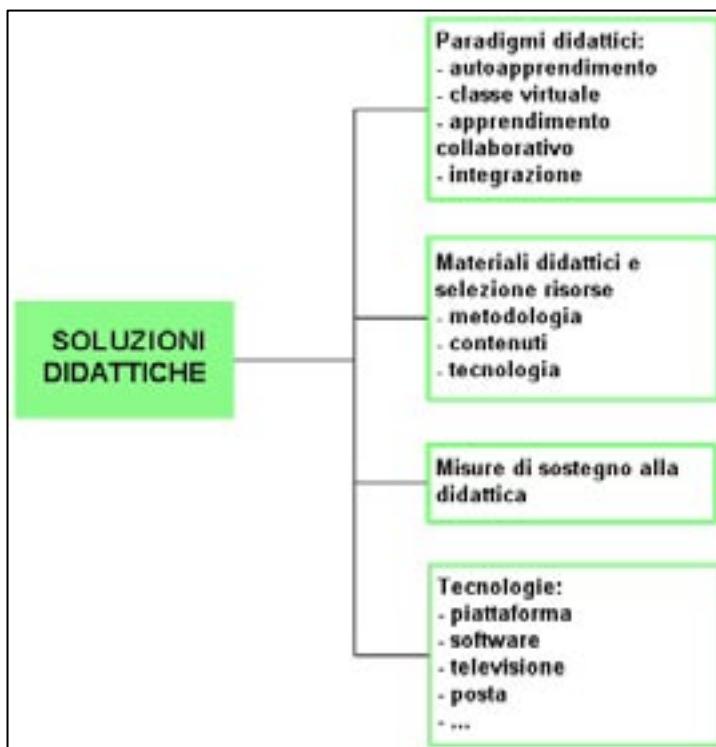 SOLUZIONI
DIDATTICHE
Paradigmi didattici:
- autoapprendimento
- classe virtuale
- apprendimento
collaborativo
- integrazione
Materiali didattici e
selezione risorse
- metodologia
- contenuti
- tecnologia
Misure di sostegno alla
didattica
Tecnologie:
- piattaforma
- software
- televisione
- posta
- ...